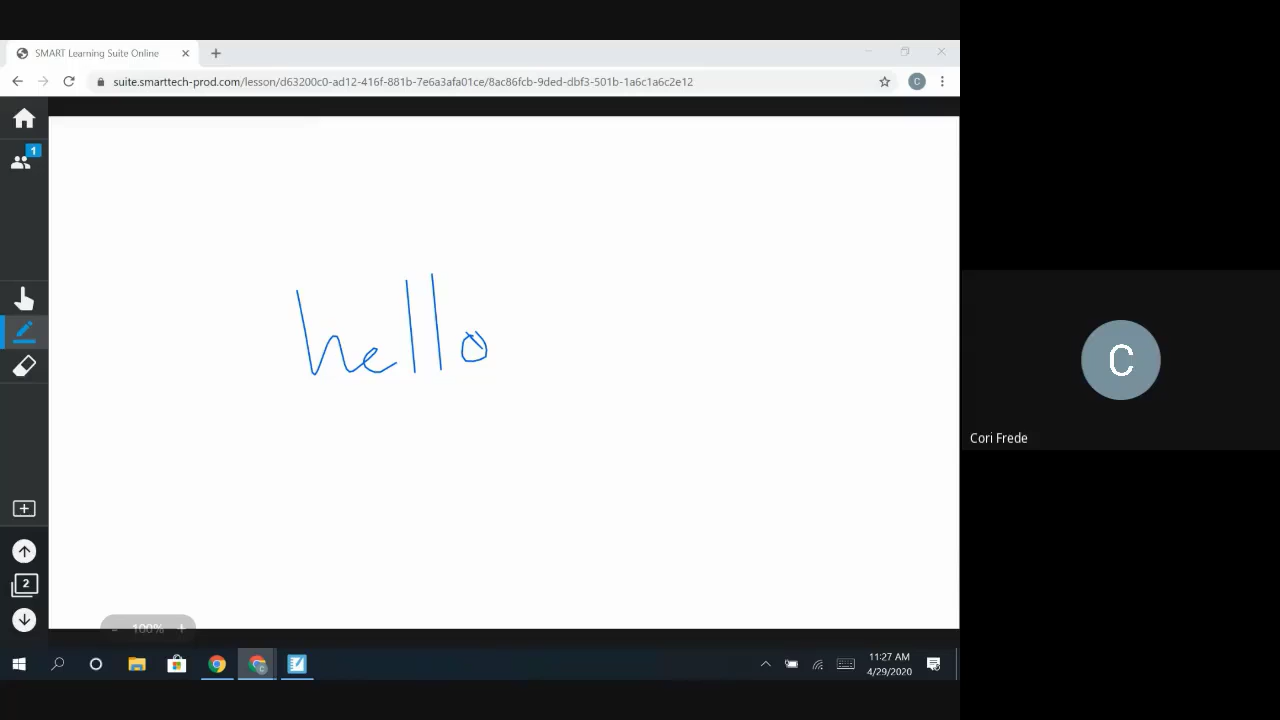 SMART Learning Suite Online
suite.smarttech-prod.com/lesson/d63200c0-ad12-416f-881b-7e6a3afa01ce/8ac86fcb-9ded-dbf3-501b-1a6c1a6c2e12
C
1
hello
C
Cori Frede
2
- 100% +
11:27 AM
4/29/2020